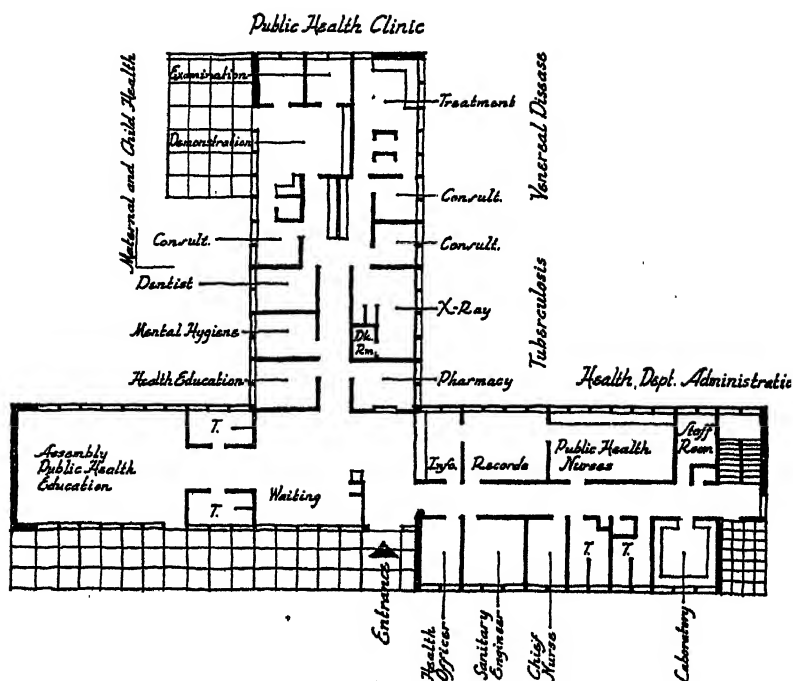 Public Health Clinic
Maternal and Child Health
Examination
Treatment
Venereal Disease
Demonstration
Consult.
Consult.
Consult.
Dentist
Tuberculosis
X-Ray
Mental Hygiene
Dk.
Rm.
Health Education
Pharmacy
Health, Dept. Administratio
T.
Staff
Room
Assembly
Public Health
Education
Info.
Records
Public Health
Nurses
Waiting
T.
T.
T.
Entrance
Health
Officer
Sanitary
Engineer
Chief
Nurse
Laboratory